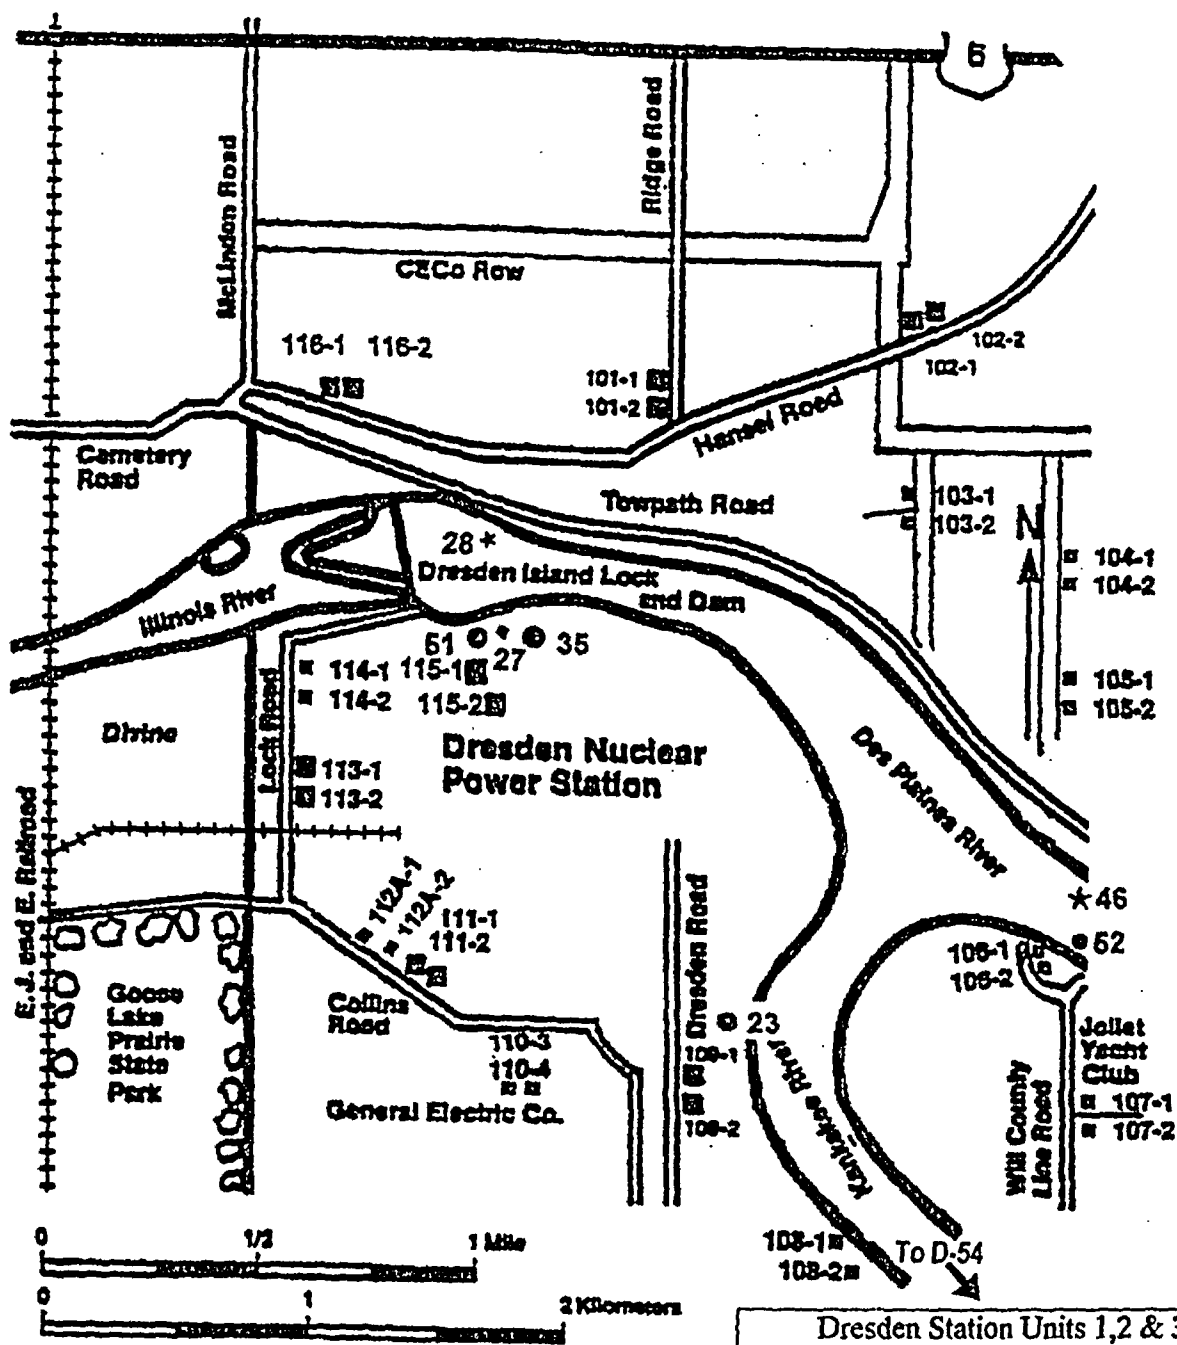 6
McLindon Road
Ridge Road
CECo Row
116-1 116-2
101-1
101-2
102-2
102-1
Hansel Road
Cemetery
Road
Towpath Road
103-1
103-2
N
104-1
104-2
28
Dresden Island Lock
and Dam
Illinois River
51
27
35
114-1
115-1
114-2
115-2
105-1
105-2
Divine
Lock Road
Dresden Nuclear
Power Station
113-1
113-2
Des Plaines River
E.J. and E. Railroad
112A-1
112A-2
111-1
111-2
Dresden Road
46
52
106-1
106-2
Goose
Lake
Prairie
State
Park
Collins
Road
23
109-1
109-2
110-3
110-4
General Electric Co.
Kankakee River
Joliet
Yacht
Club
107-1
107-2
Will County
Line Road
108-1
108-2
To D-54
0 1/2 1 Mile
0 1 2 Kilometers
Dresden Station Units 1,2 & 3